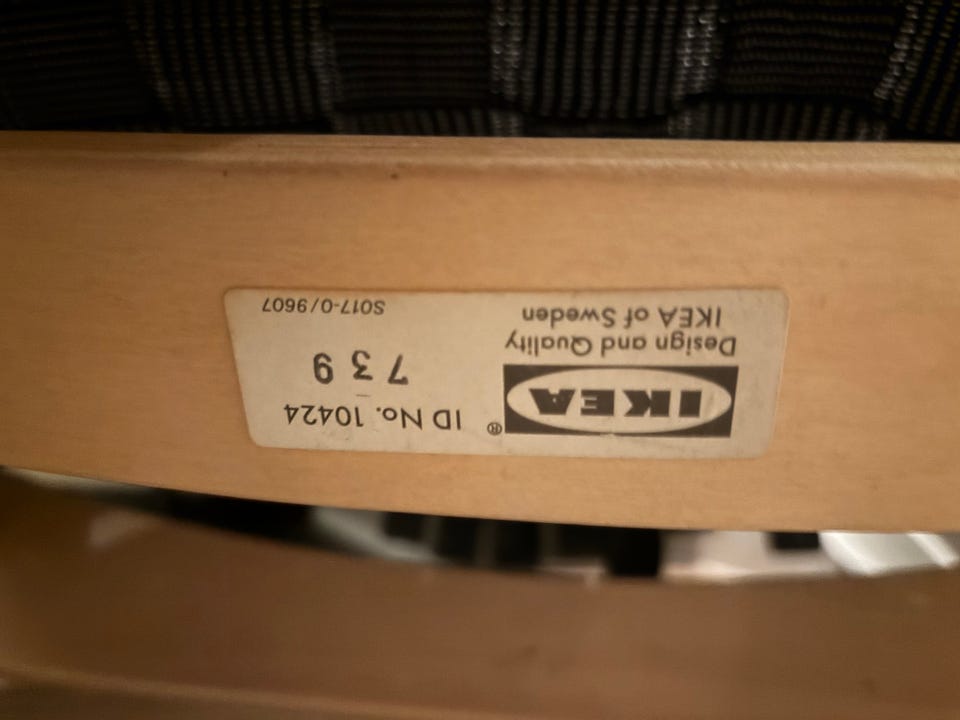 IKEA®
Design and Quality
IKEA of Sweden
ID No. 10424
7 3 9
S017-0/9607